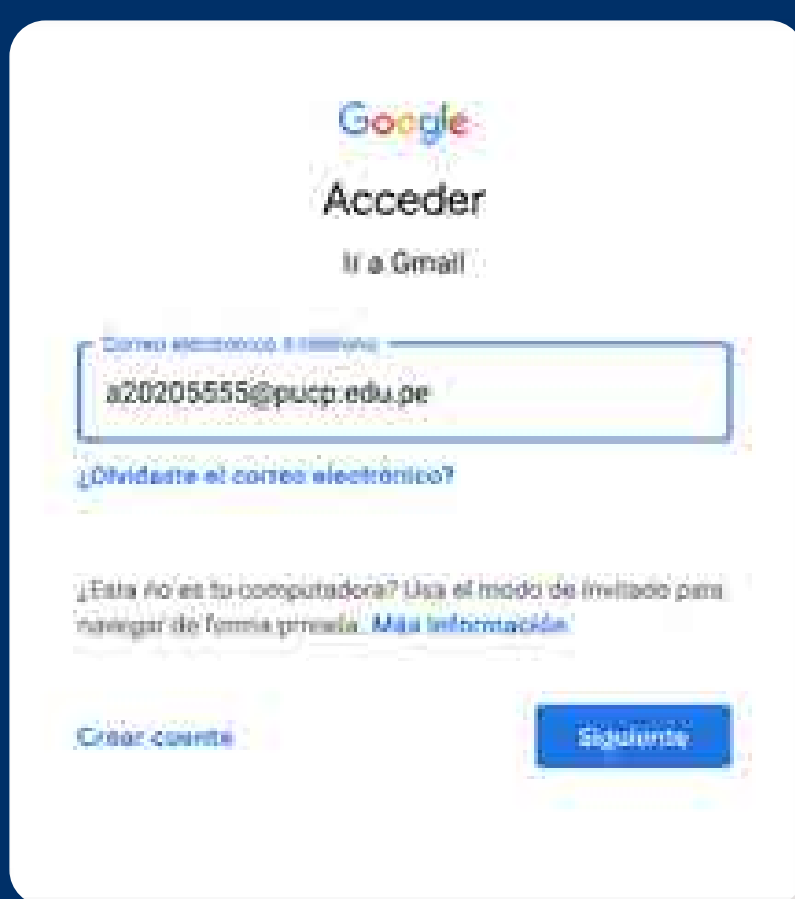 Google
Acceder
Ir a Gmail
Correo electrónico o teléfono
a20205555@pucp.edu.pe
¿Olvidaste el correo electrónico?
¿Esta no es tu computadora? Usa el modo de invitado para
navegar de forma privada. Más información
Crear cuenta
Siguiente